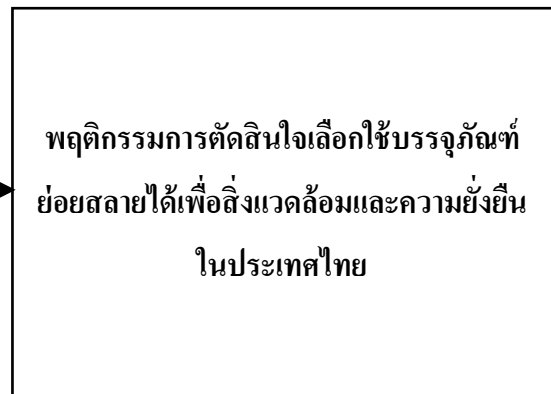 พฤติกรรมการตัดสินใจเลือกใช้บรรจุภัณฑ์
ย่อยสลายได้เพื่อสิ่งแวดล้อมและความยั่งยืน
ในประเทศไทย